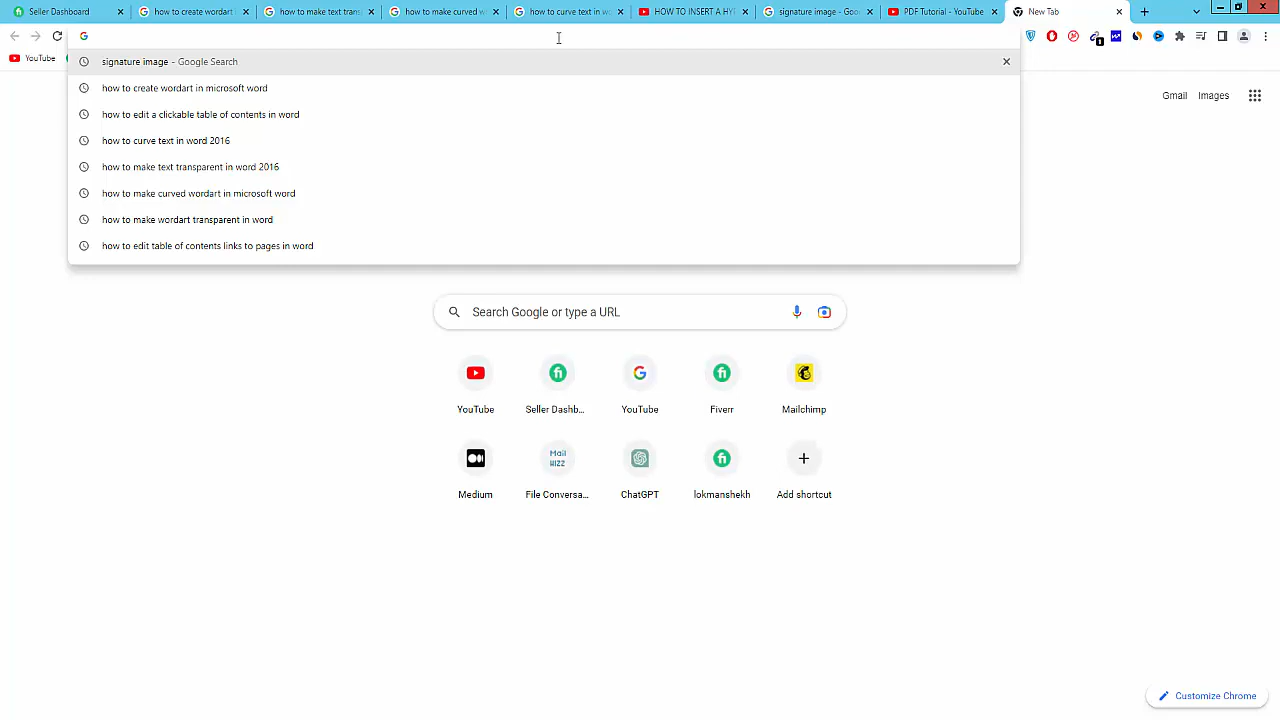 Seller Dashboard
how to create wordart
how to make text trans
how to make curved w
how to curve text in wo
HOW TO INSERT A HY
signature image - Goo
PDF Tutorial - YouTube
New Tab
YouTube
signature image - Google Search
how to create wordart in microsoft word
how to edit a clickable table of contents in word
how to curve text in word 2016
how to make text transparent in word 2016
how to make curved wordart in microsoft word
how to make wordart transparent in word
how to edit table of contents links to pages in word
Gmail Images
Search Google or type a URL
YouTube
Seller Dashb...
YouTube
Fiverr
Mailchimp
Mail WIZZ
Medium
File Conversa...
ChatGPT
lokmanshekh
Add shortcut
Customize Chrome